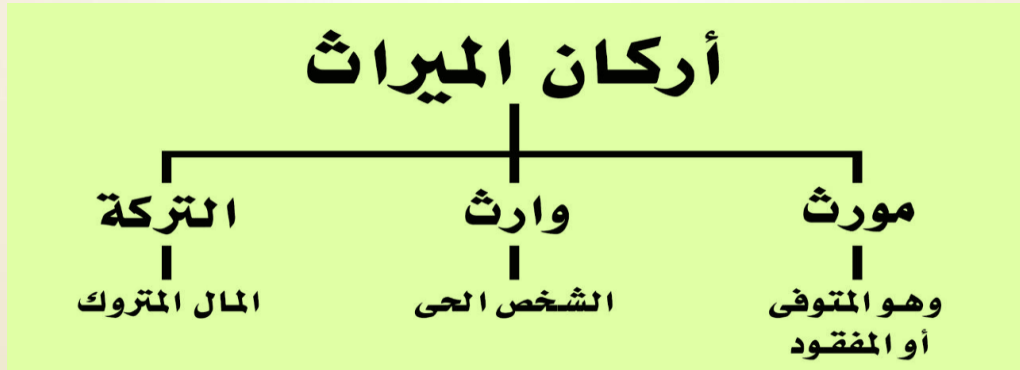 أركان الميراث
مورث
وارث
التركة
وهو المتوفى
أو المفقود
الشخص الحى
المال المتروك